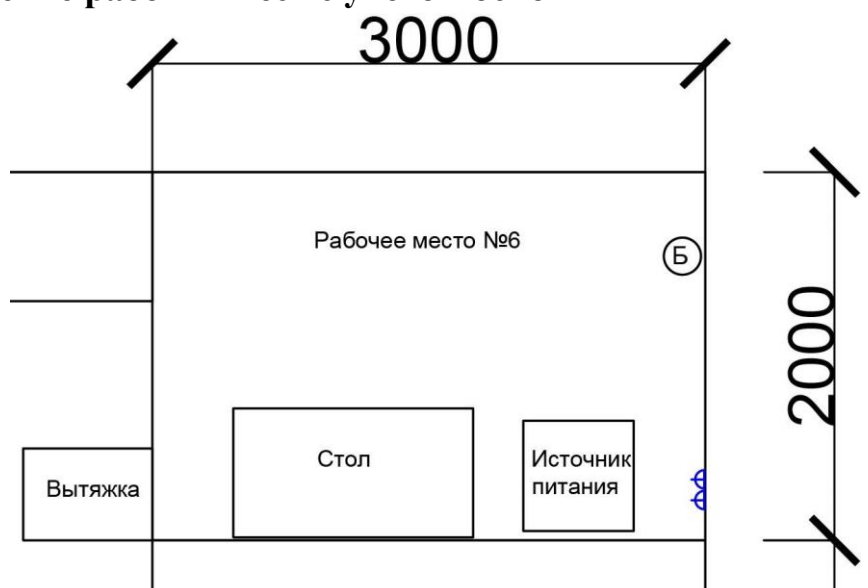 3000
Рабочее место №6
Б
2000
Стол
Источник
питания
Вытяжка